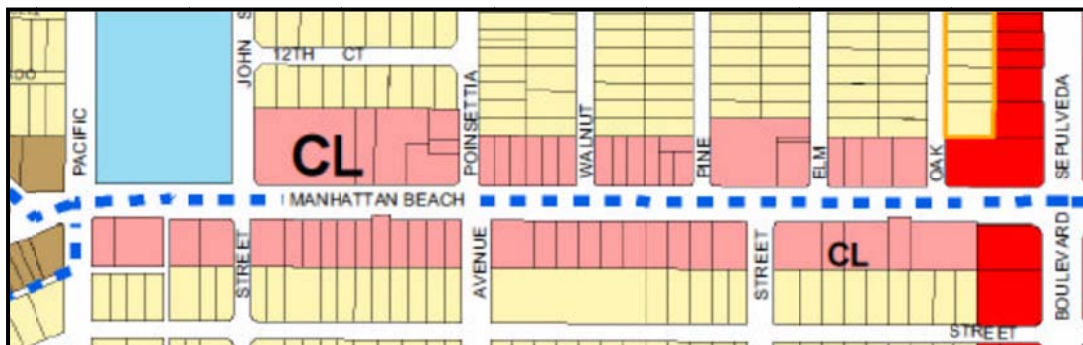 12TH CT
JOHN S
PACIFIC
CL
POINSETTIA
WALNUT
PINE
ELM
OAK
SEPULVEDA
MANHATTAN BEACH
STREET
AVENUE
STREET
CL
BOULEVARD
STREET